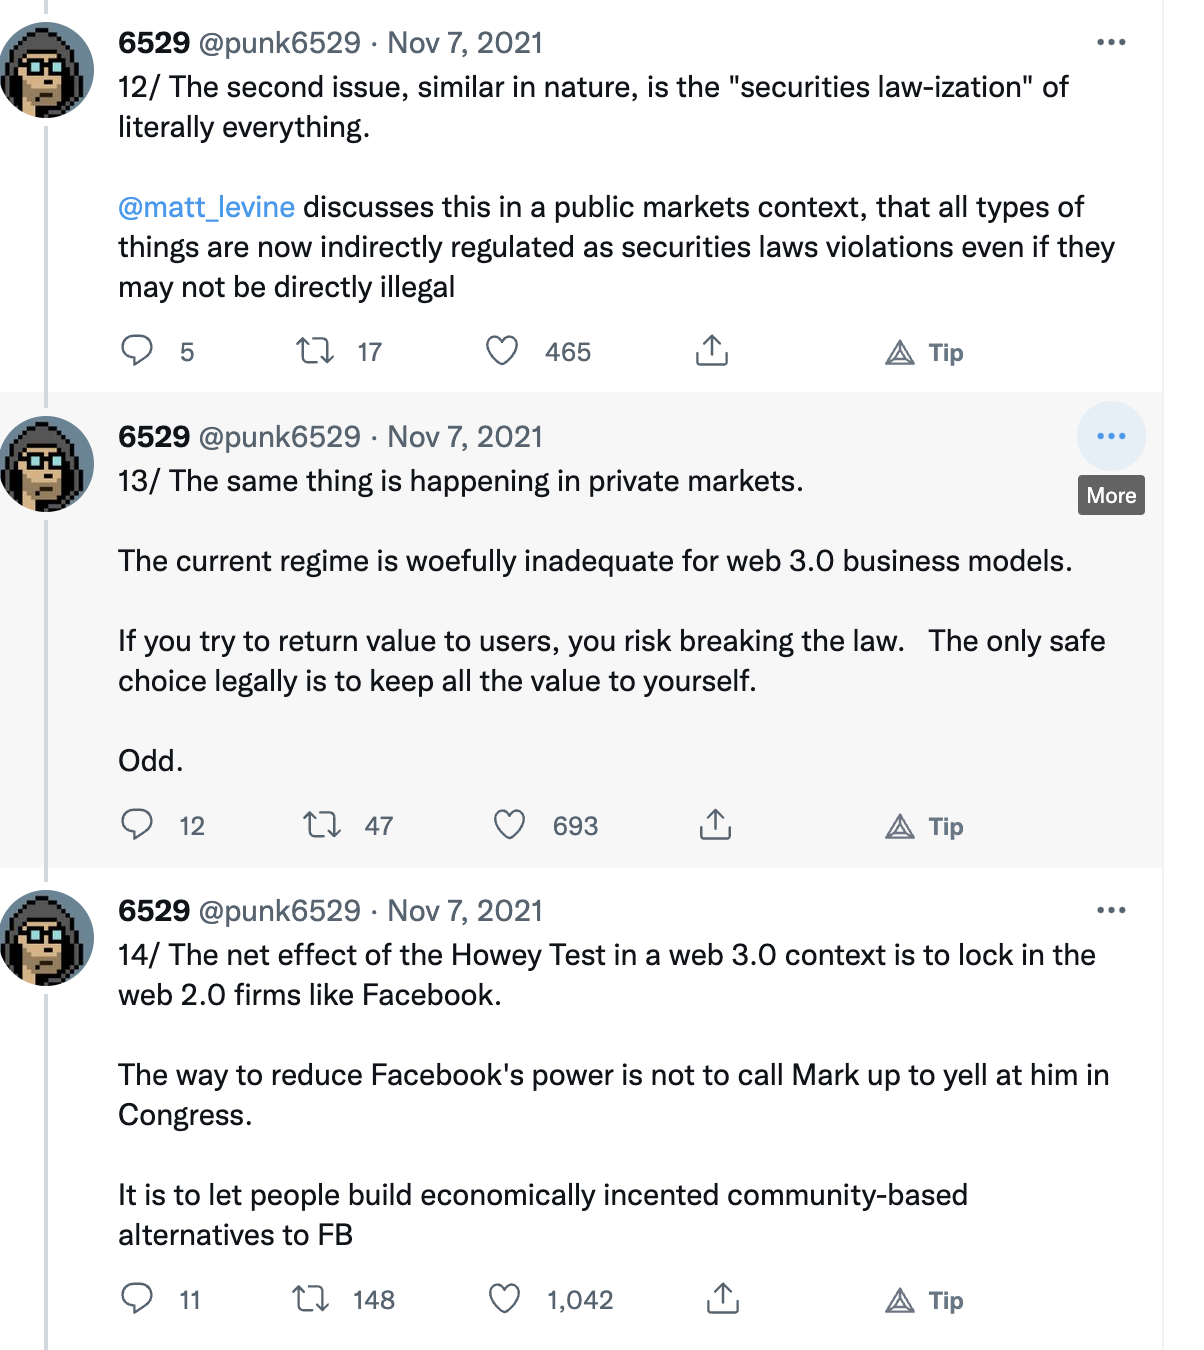 6529 @punk6529 · Nov 7, 2021
12/ The second issue, similar in nature, is the "securities law-ization" of
literally everything.
@matt_levine discusses this in a public markets context, that all types of
things are now indirectly regulated as securities laws violations even if they
may not be directly illegal
5 17 465 Tip
6529 @punk6529 · Nov 7, 2021
More
13/ The same thing is happening in private markets.
The current regime is woefully inadequate for web 3.0 business models.
If you try to return value to users, you risk breaking the law.   The only safe
choice legally is to keep all the value to yourself.
Odd.
12 47 693 Tip
6529 @punk6529 · Nov 7, 2021
14/ The net effect of the Howey Test in a web 3.0 context is to lock in the
web 2.0 firms like Facebook.
The way to reduce Facebook's power is not to call Mark up to yell at him in
Congress.
It is to let people build economically incented community-based
alternatives to FB
11 148 1,042 Tip